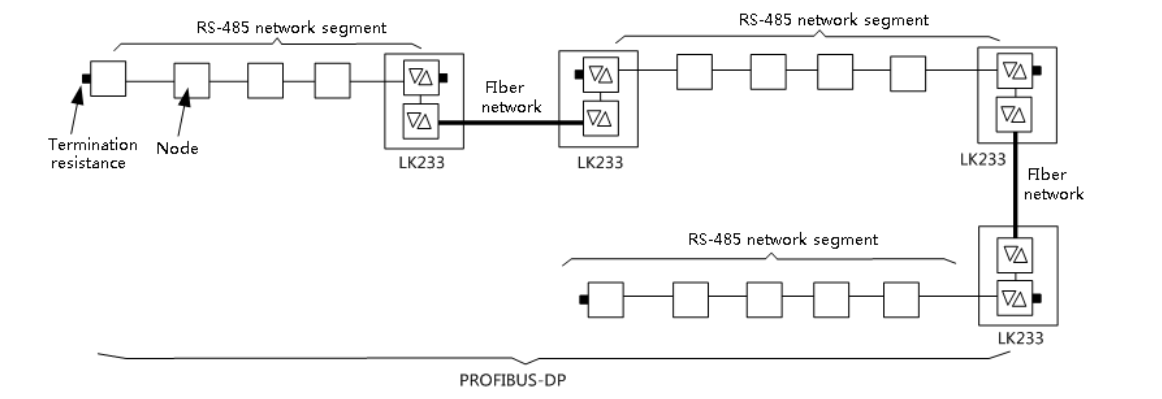 RS-485 network segment
RS-485 network segment
FIber
network
Termination
resistance
Node
LK233
LK233
LK233
FIber
network
RS-485 network segment
LK233
PROFIBUS-DP